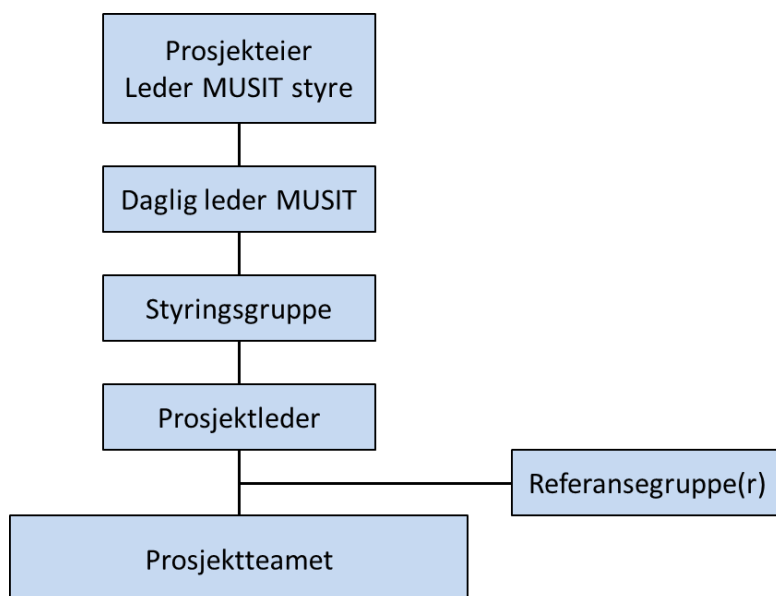 Prosjekteier
Leder MUSIT styre
Daglig leder MUSIT
Styringsgruppe
Prosjektleder
Referansegruppe(r)
Prosjektteamet